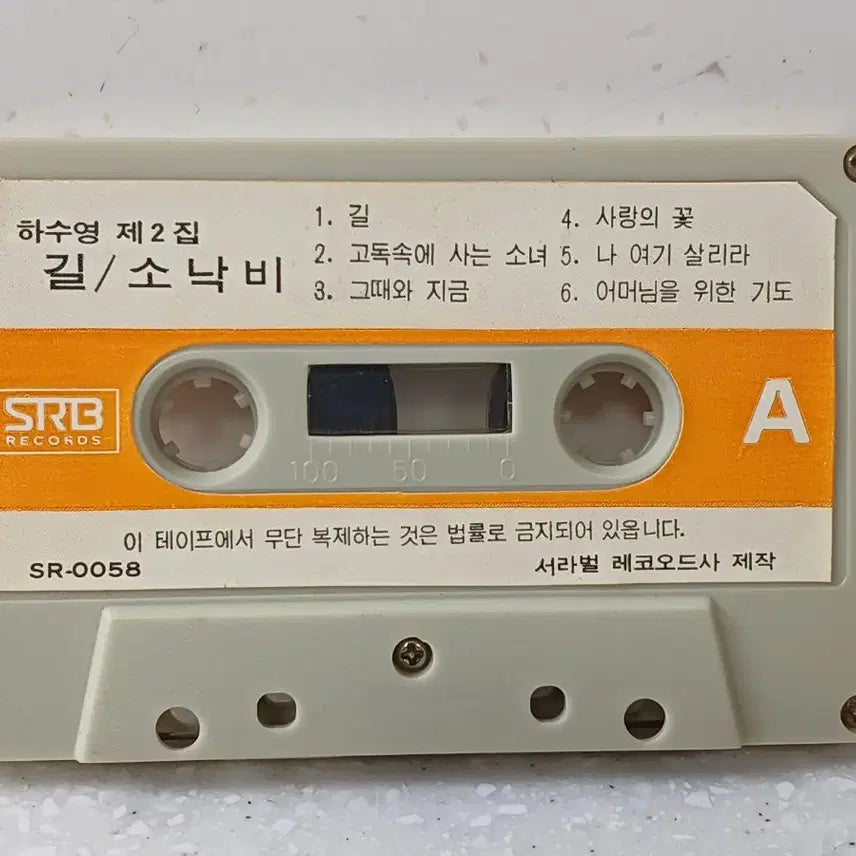 하수영 제2집
길/소낙비
1. 길
2. 고독속에 사는 소녀
3. 그때와 지금
4. 사랑의 꽃
5. 나 여기 살리라
6. 어머님을 위한 기도
SRB
RECORDS
A
100 50 0
이 테이프에서 무단 복제하는 것은 법률로 금지되어 있읍니다.
SR-0058
서라벌 레코오드사 제작